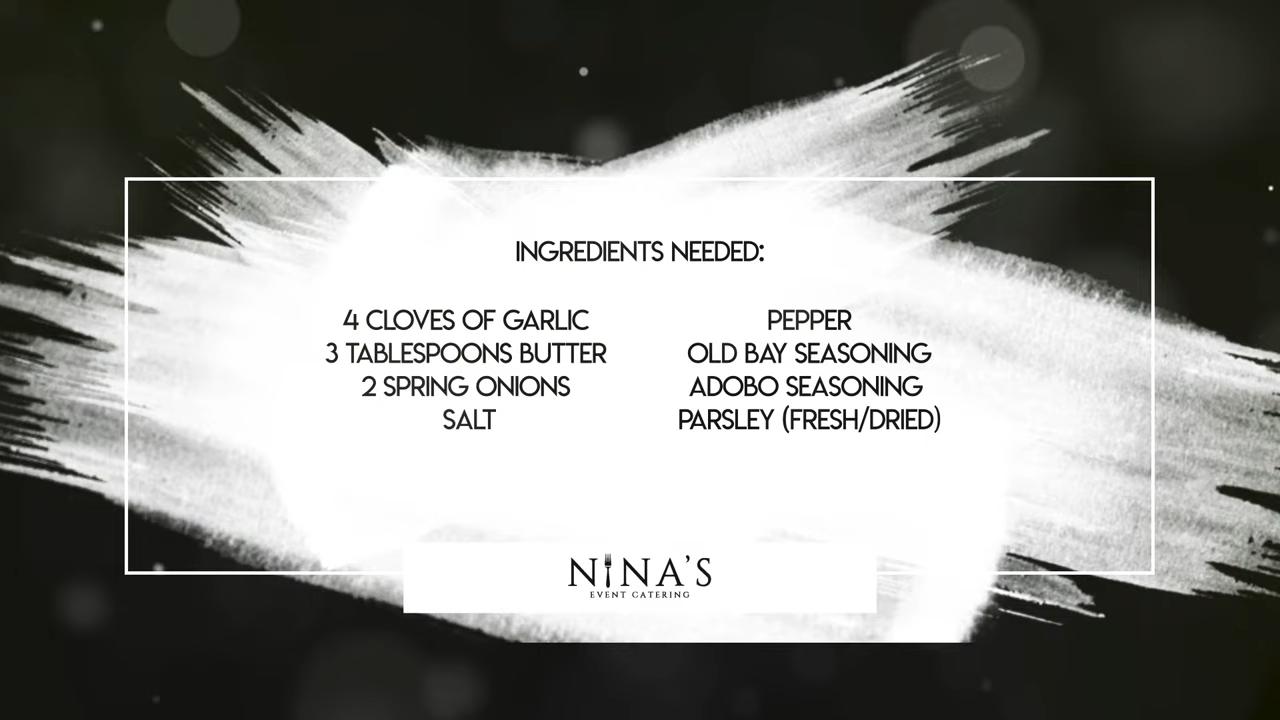 INGREDIENTS NEEDED:
4 CLOVES OF GARLIC
3 TABLESPOONS BUTTER
2 SPRING ONIONS
SALT
PEPPER
OLD BAY SEASONING
ADOBO SEASONING
PARSLEY (FRESH/DRIED)
NINA'S
EVENT CATERING